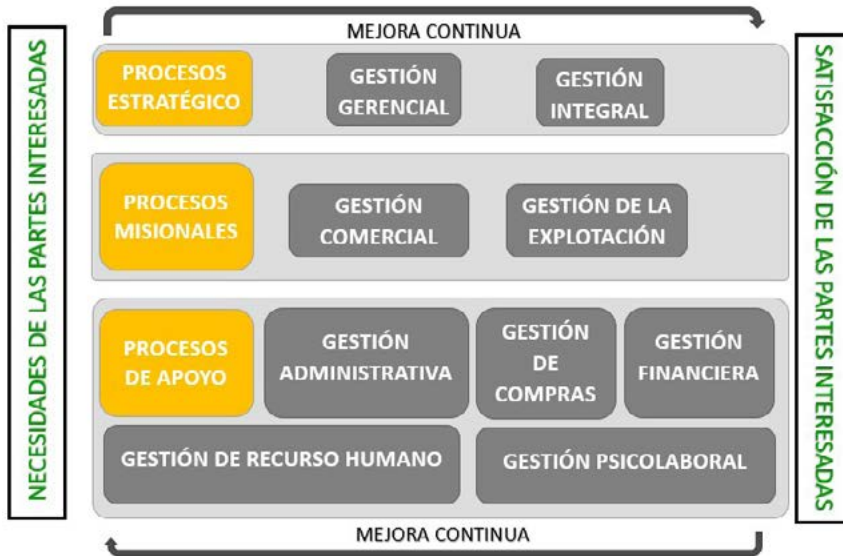 MEJORA CONTINUA
NECESIDADES DE LAS PARTES INTERESADAS
PROCESOS
ESTRATÉGICO
GESTIÓN
GERENCIAL
GESTIÓN
INTEGRAL
PROCESOS
MISIONALES
GESTIÓN
COMERCIAL
GESTIÓN DE LA
EXPLOTACIÓN
PROCESOS
DE APOYO
GESTIÓN
ADMINISTRATIVA
GESTIÓN
DE
COMPRAS
GESTIÓN
FINANCIERA
GESTIÓN DE RECURSO HUMANO
GESTIÓN PSICOLABORAL
SATISFACCIÓN DE LAS PARTES INTERESADAS
MEJORA CONTINUA